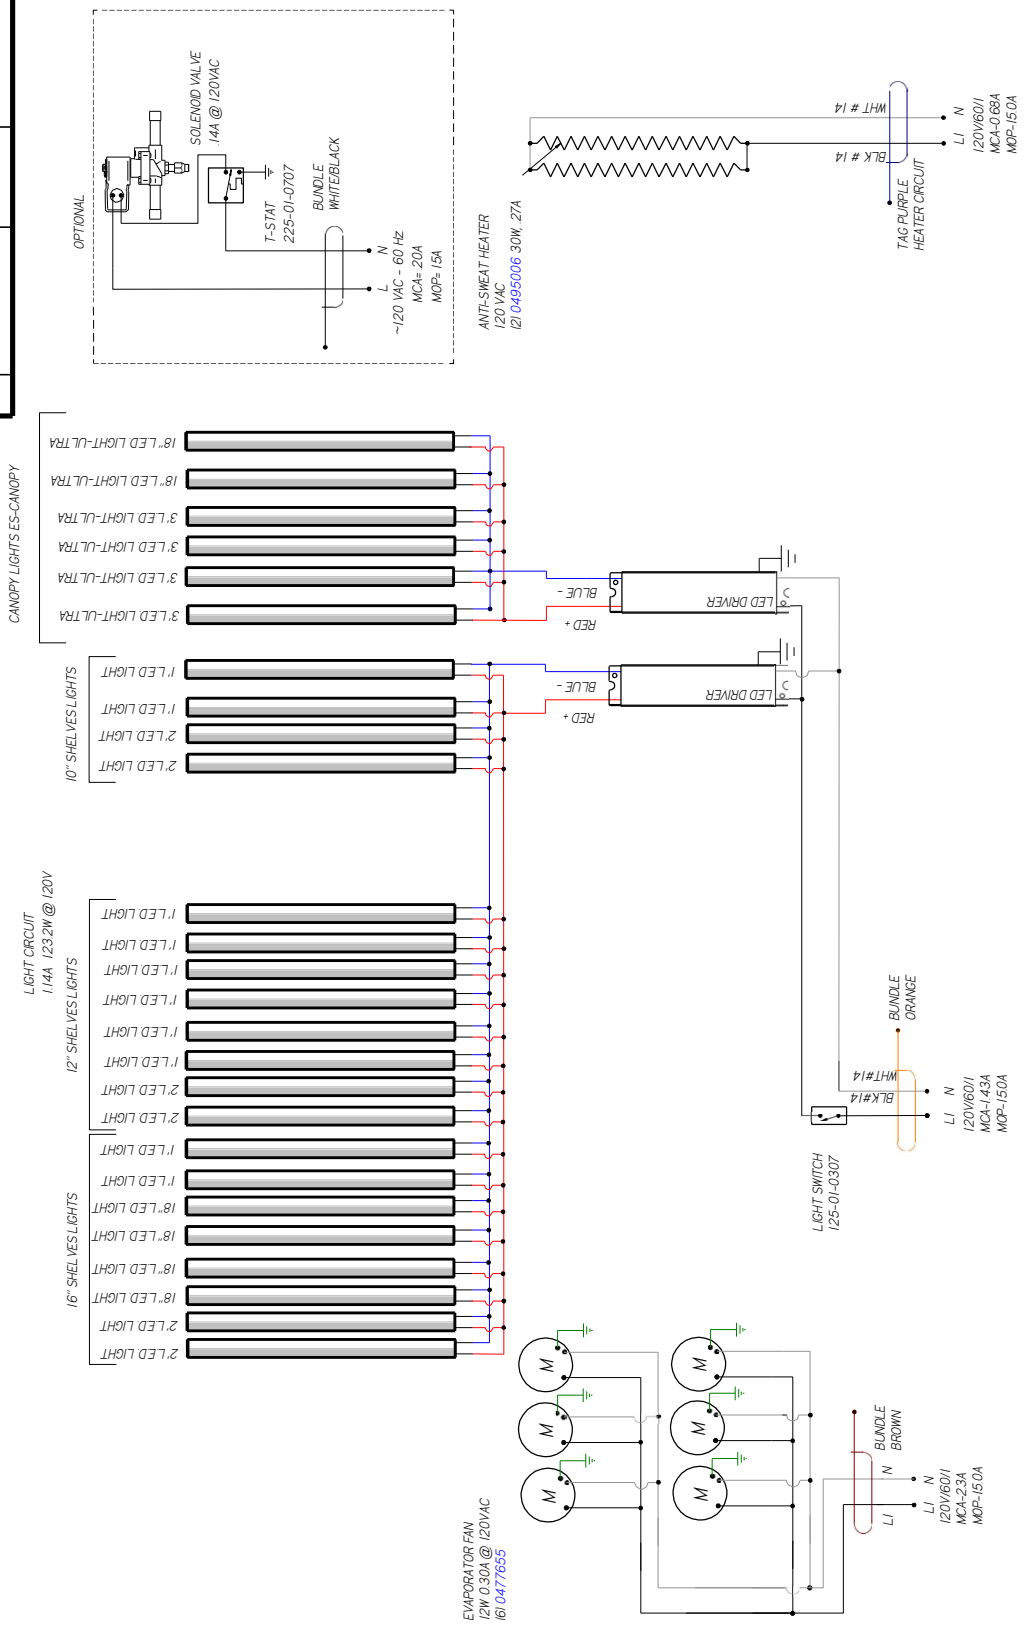 OPTIONAL
SOLENOID VALVE
.14A @ 120VAC
T-STAT
225-01-0707
BUNDLE
WHITE/BLACK
L N
~120 VAC - 60 Hz
MCA=.20A
MOP=15A
ANTI-SWEAT HEATER
120 VAC
(2) 0495006 30W, .27A
WHT #14
BLK #14
TAG PURPLE
HEATER CIRCUIT
L1 N
120V/60/1
MCA-0.68A
MOP-15.0A
CANOPY LIGHTS ES-CANOPY
18" LED LIGHT-ULTRA
18" LED LIGHT-ULTRA
3' LED LIGHT-ULTRA
3' LED LIGHT-ULTRA
3' LED LIGHT-ULTRA
3' LED LIGHT-ULTRA
BLUE -
RED +
LED DRIVER
10" SHELVES LIGHTS
1' LED LIGHT
1' LED LIGHT
2' LED LIGHT
2' LED LIGHT
BLUE -
RED +
LED DRIVER
LIGHT CIRCUIT
1.14A 123.2W @ 120V
12" SHELVES LIGHTS
1' LED LIGHT
1' LED LIGHT
1' LED LIGHT
1' LED LIGHT
1' LED LIGHT
1' LED LIGHT
2' LED LIGHT
2' LED LIGHT
16" SHELVES LIGHTS
1' LED LIGHT
1' LED LIGHT
18" LED LIGHT
18" LED LIGHT
18" LED LIGHT
18" LED LIGHT
2' LED LIGHT
2' LED LIGHT
LIGHT SWITCH
125-01-0307
WHT#14
BLK#14
BUNDLE
ORANGE
L1 N
120V/60/1
MCA-1.43A
MOP-15.0A
EVAPORATOR FAN
12W 0.30A @ 120VAC
(6) 0477655
M
M
M
M
M
M
BUNDLE
BROWN
L1 N
L1 N
120V/60/1
MCA-2.3A
MOP-15.0A